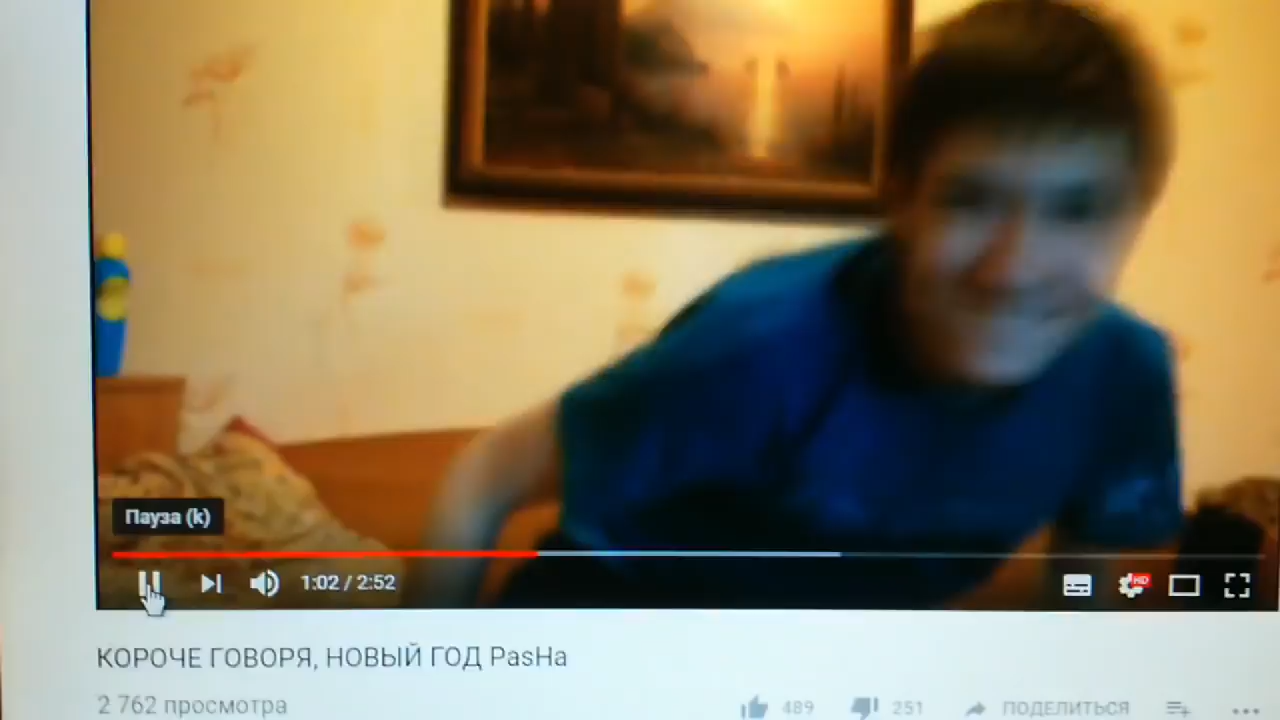 Пауза (k)
1:02 / 2:52
HD
КОРОЧЕ ГОВОРЯ, НОВЫЙ ГОД PasHa
2 762 просмотра
489
251
ПОДЕЛИТЬСЯ